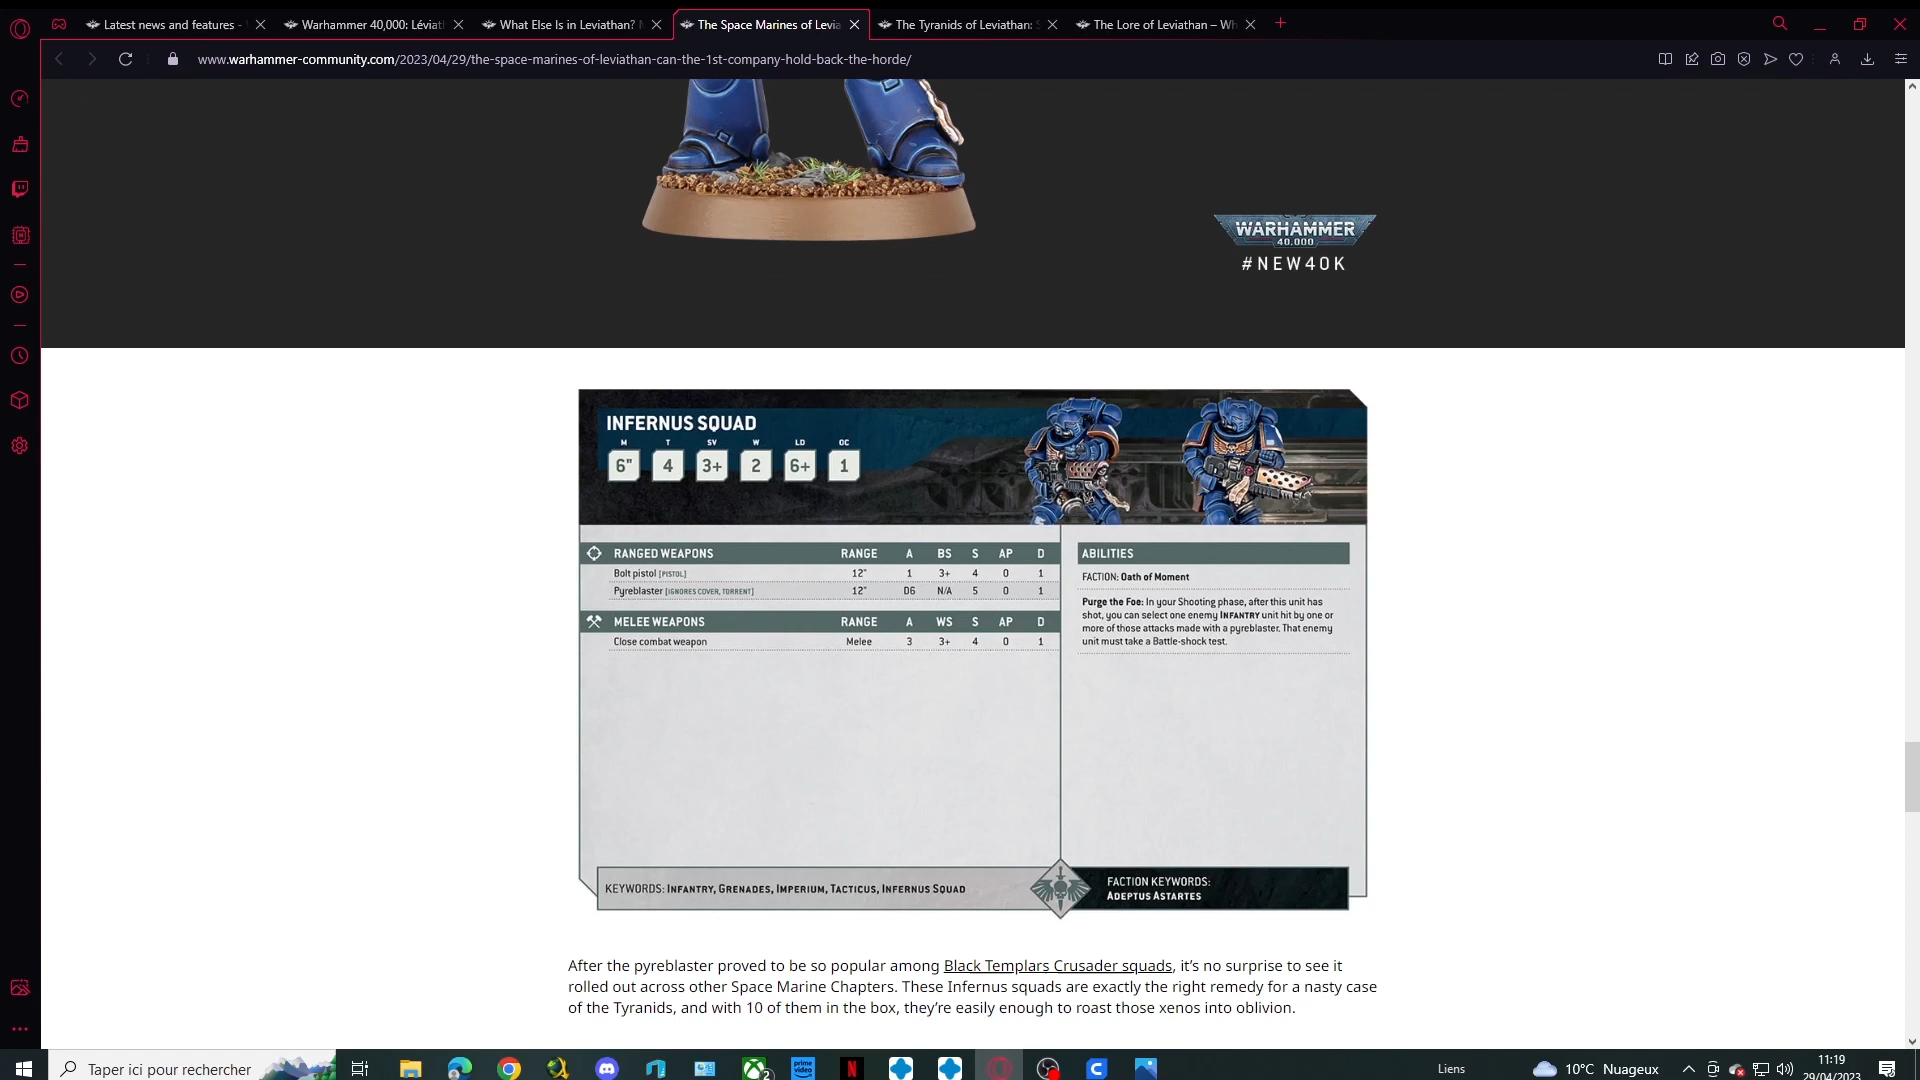 Latest news and features -
Warhammer 40,000: Léviat
What Else Is in Leviathan?
The Space Marines of Levia
The Tyranids of Leviathan:
The Lore of Leviathan – Wh
www.warhammer-community.com/2023/04/29/the-space-marines-of-leviathan-can-the-1st-company-hold-back-the-horde/
WARHAMMER
40,000
#NEW40K
INFERNUS SQUAD
M T SV W LD OC
6" 4 3+ 2 6+ 1
RANGED WEAPONS RANGE A BS S AP D
Bolt pistol [PISTOL] 12" 1 3+ 4 0 1
Pyreblaster [IGNORES COVER, TORRENT] 12" D6 N/A 5 0 1
MELEE WEAPONS RANGE A WS S AP D
Close combat weapon Melee 3 3+ 4 0 1
ABILITIES
FACTION: Oath of Moment
Purge the Foe: In your Shooting phase, after this unit has
shot, you can select one enemy INFANTRY unit hit by one or
more of those attacks made with a pyreblaster. That enemy
unit must take a Battle-shock test.
KEYWORDS: INFANTRY, GRENADES, IMPERIUM, TACTICUS, INFERNUS SQUAD
FACTION KEYWORDS:
ADEPTUS ASTARTES
After the pyreblaster proved to be so popular among Black Templars Crusader squads, it's no surprise to see it
rolled out across other Space Marine Chapters. These Infernus squads are exactly the right remedy for a nasty case
of the Tyranids, and with 10 of them in the box, they're easily enough to roast those xenos into oblivion.
Taper ici pour rechercher
2
prime video
N
Liens
10°C Nuageux
11:19
29/04/2023